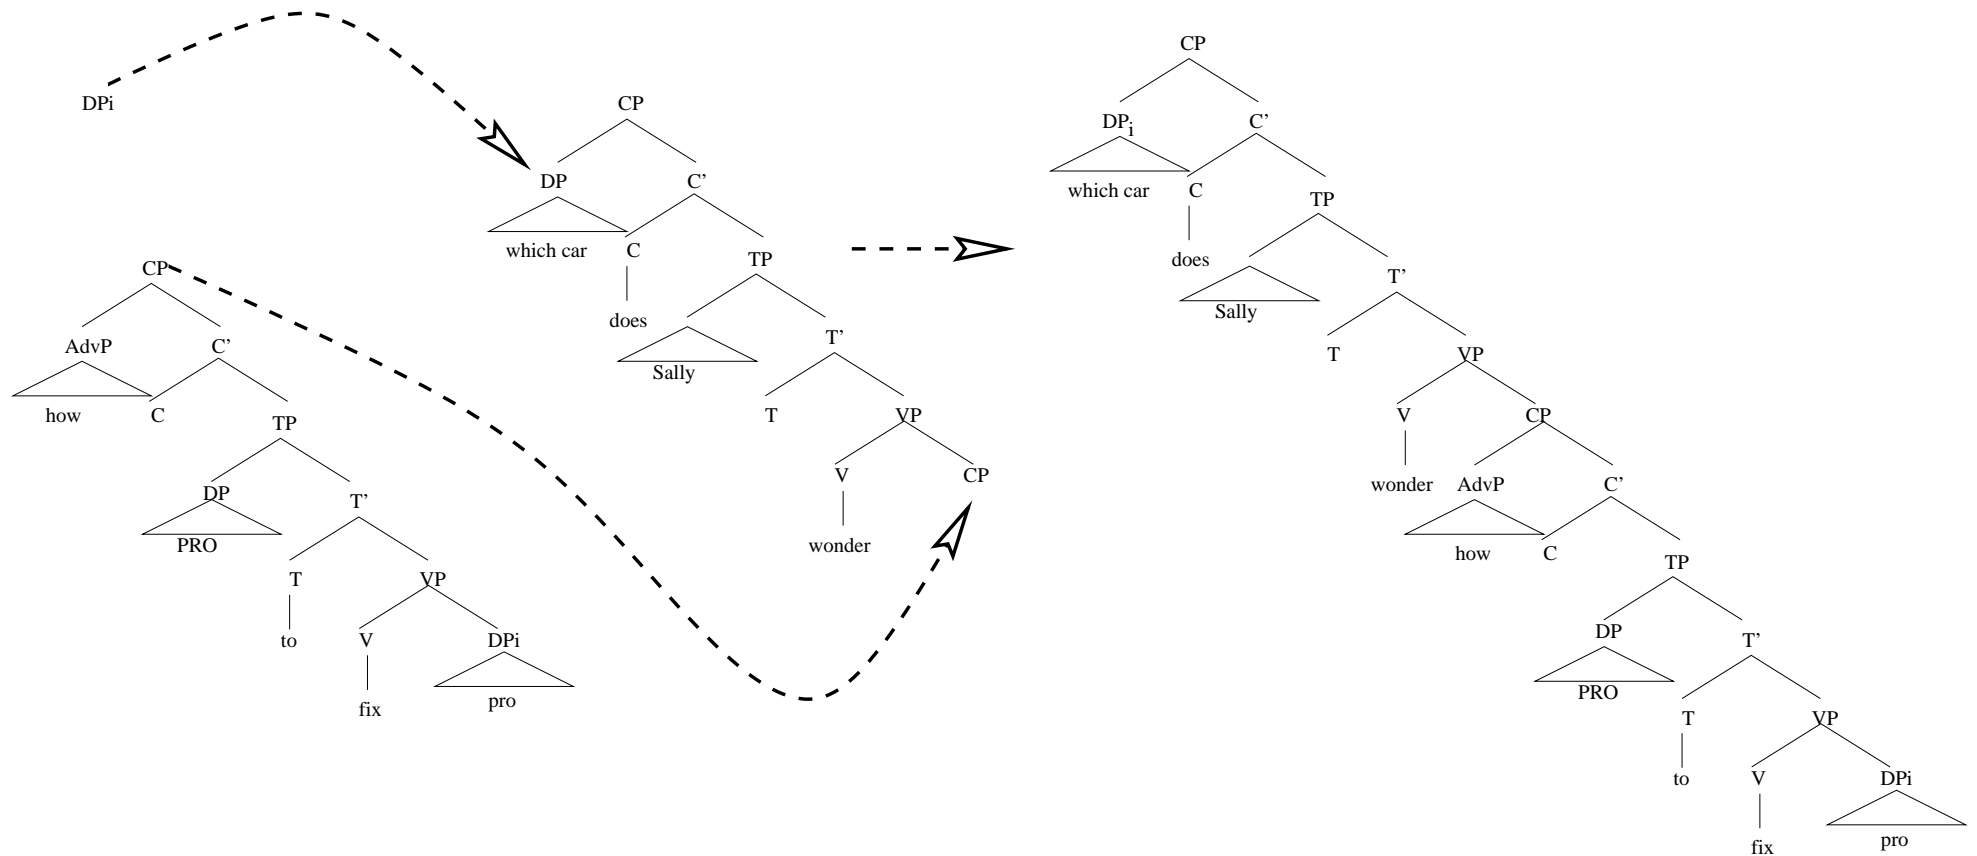 DPi
CP
AdvP
C'
how
C
TP
DP
T'
PRO
T
VP
to
V
DPi
fix
pro
CP
DP
C'
which car
C
TP
does
Sally
T'
T
VP
V
CP
wonder
CP
DPi
C'
which car
C
TP
does
Sally
T'
T
VP
V
CP
wonder
AdvP
C'
how
C
TP
DP
T'
PRO
T
VP
to
V
DPi
fix
pro